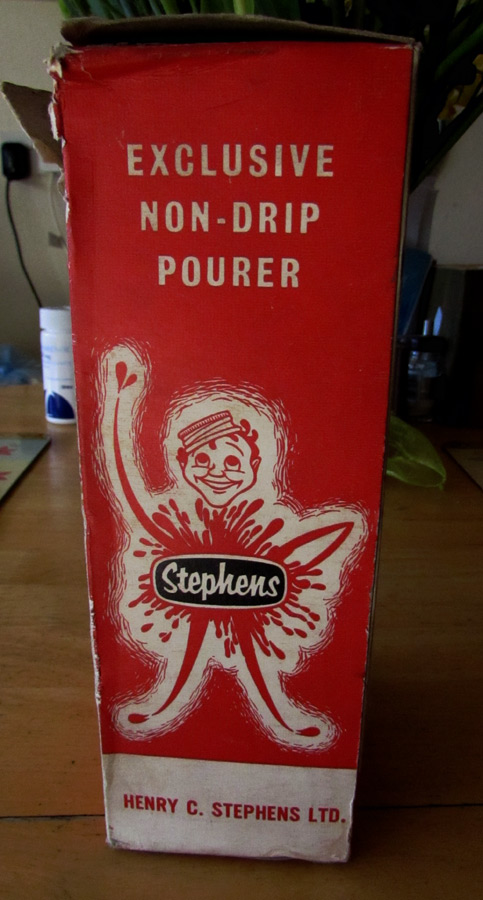 EXCLUSIVE
NON-DRIP
POURER
Stephens
HENRY C. STEPHENS LTD.